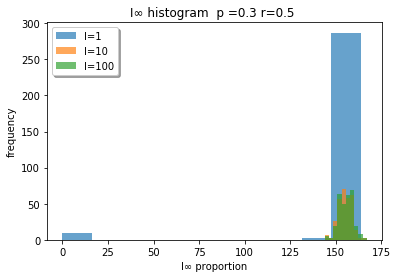 I∞ histogram  p =0.3 r=0.5
I=1
I=10
I=100
300
250
200
150
100
50
0
frequency
0 25 50 75 100 125 150 175
I∞ proportion